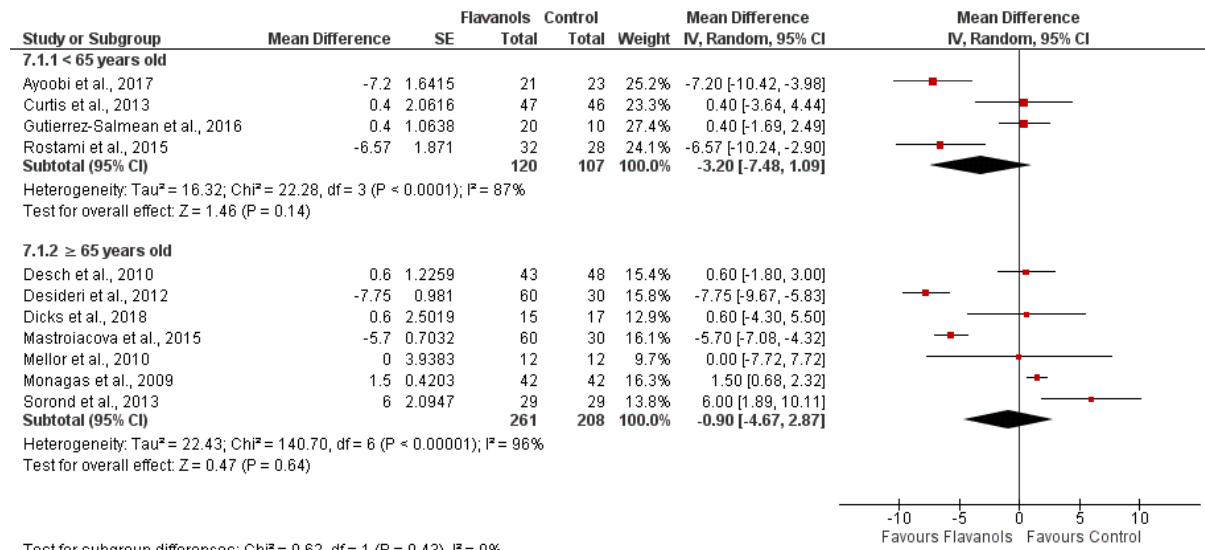 Flavanols Control Mean Difference Mean Difference
Study or Subgroup Mean Difference SE Total Total Weight IV, Random, 95% CI IV, Random, 95% CI
7.1.1 < 65 years old
Ayoobi et al., 2017 -7.2 1.6415 21 23 25.2% -7.20 [-10.42, -3.98]
Curtis et al., 2013 0.4 2.0616 47 46 23.3% 0.40 [-3.64, 4.44]
Gutierrez-Salmean et al., 2016 0.4 1.0638 20 10 27.4% 0.40 [-1.69, 2.49]
Rostami et al., 2015 -6.57 1.871 32 28 24.1% -6.57 [-10.24, -2.90]
Subtotal (95% CI) 120 107 100.0% -3.20 [-7.48, 1.09]
Heterogeneity: Tau² = 16.32; Chi² = 22.28, df = 3 (P < 0.0001); I² = 87%
Test for overall effect: Z = 1.46 (P = 0.14)
7.1.2 ≥ 65 years old
Desch et al., 2010 0.6 1.2259 43 48 15.4% 0.60 [-1.80, 3.00]
Desideri et al., 2012 -7.75 0.981 60 30 15.8% -7.75 [-9.67, -5.83]
Dicks et al., 2018 0.6 2.5019 15 17 12.9% 0.60 [-4.30, 5.50]
Mastroiacova et al., 2015 -5.7 0.7032 60 30 16.1% -5.70 [-7.08, -4.32]
Mellor et al., 2010 0 3.9383 12 12 9.7% 0.00 [-7.72, 7.72]
Monagas et al., 2009 1.5 0.4203 42 42 16.3% 1.50 [0.68, 2.32]
Sorond et al., 2013 6 2.0947 29 29 13.8% 6.00 [1.89, 10.11]
Subtotal (95% CI) 261 208 100.0% -0.90 [-4.67, 2.87]
Heterogeneity: Tau² = 22.43; Chi² = 140.70, df = 6 (P < 0.00001); I² = 96%
Test for overall effect: Z = 0.47 (P = 0.64)
-10 -5 0 5 10
Favours Flavanols Favours Control
Test for subgroup differences: Chi² = 0.62, df = 1 (P = 0.43), I² = 0%